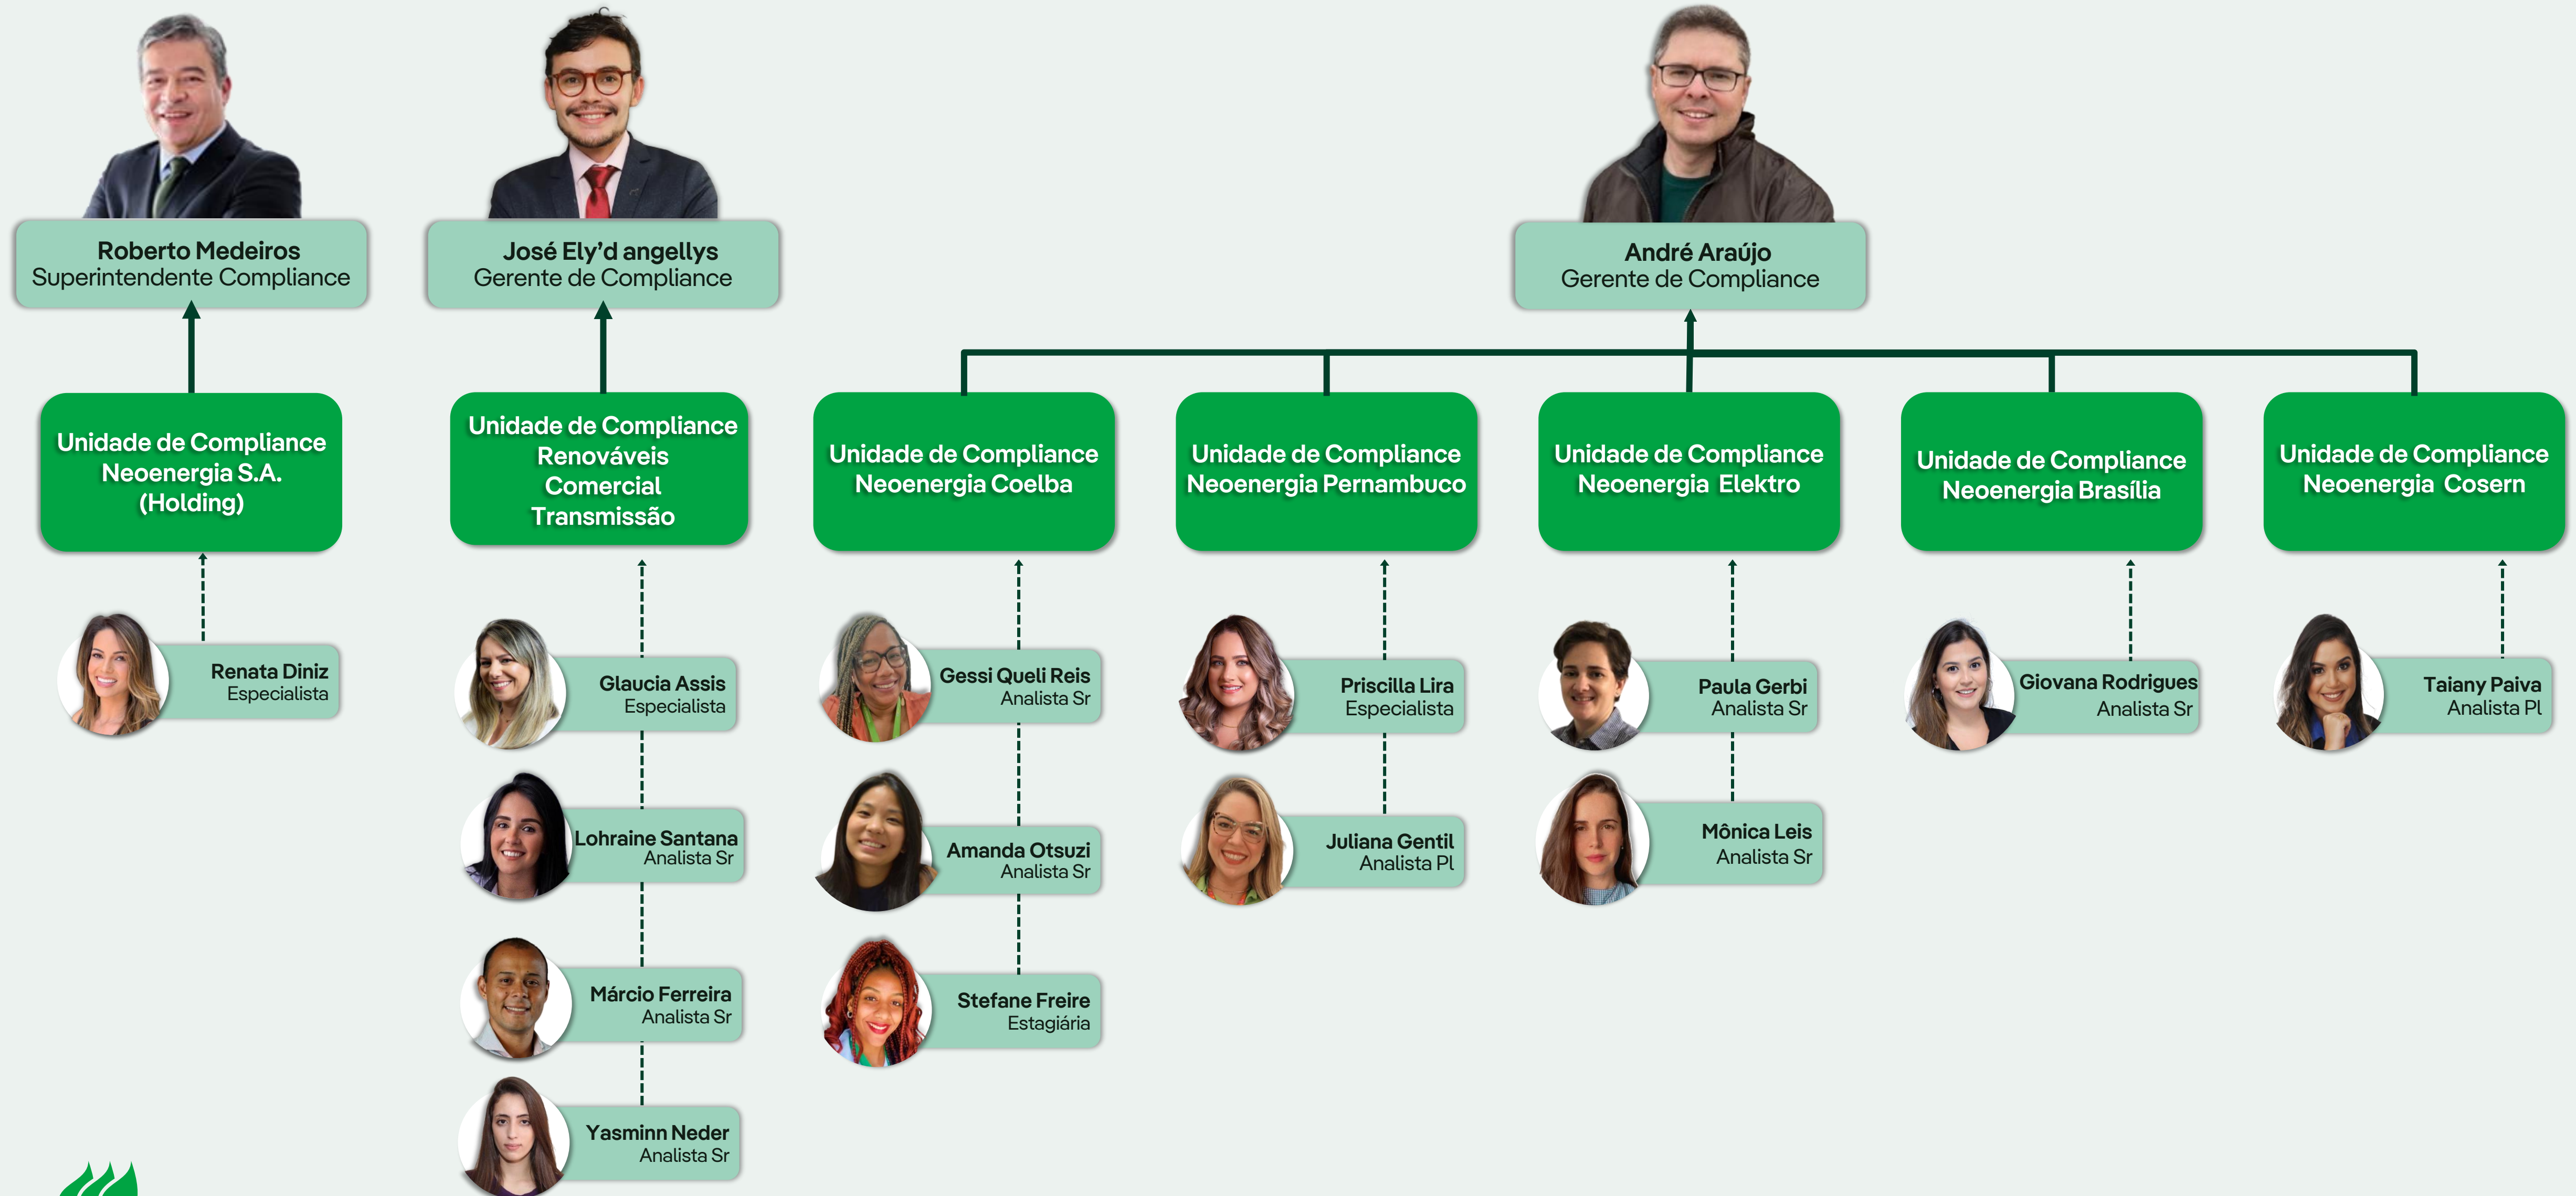 Roberto Medeiros
Superintendente Compliance
José Ely’d angellys
Gerente de Compliance
André Araújo
Gerente de Compliance
Unidade de Compliance
Neoenergia S.A.
(Holding)
Unidade de Compliance
Renováveis
Comercial
Transmissão
Unidade de Compliance
Neoenergia Coelba
Unidade de Compliance
Neoenergia Pernambuco
Unidade de Compliance
Neoenergia Elektro
Unidade de Compliance
Neoenergia Brasília
Unidade de Compliance
Neoenergia Cosern
Renata Diniz
Especialista
Glaucia Assis
Especialista
Lohraine Santana
Analista Sr
Márcio Ferreira
Analista Sr
Yasminn Neder
Analista Sr
Gessi Queli Reis
Analista Sr
Amanda Otsuzi
Analista Sr
Stefane Freire
Estagiária
Priscilla Lira
Especialista
Juliana Gentil
Analista Pl
Paula Gerbi
Analista Sr
Mônica Leis
Analista Sr
Giovana Rodrigues
Analista Sr
Taiany Paiva
Analista Pl